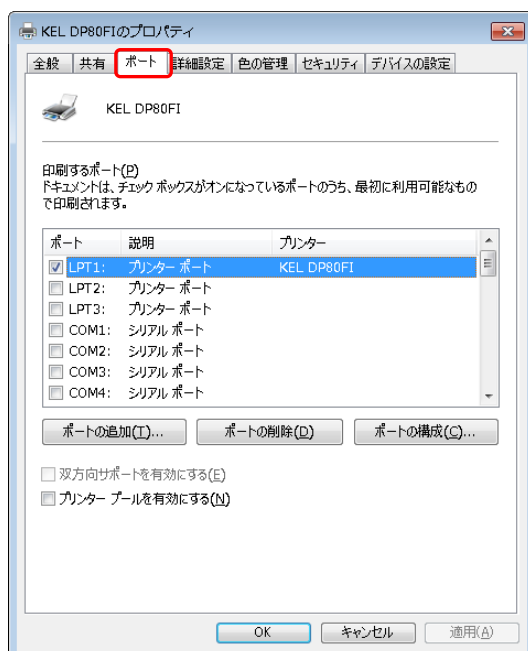 KEL DP80FIのプロパティ
全般 共有 ポート 詳細設定 色の管理 セキュリティ デバイスの設定
KEL DP80FI
印刷するポート(P)
ドキュメントは、チェック ボックスがオンになっているポートのうち、最初に利用可能なもの
で印刷されます。
ポート 説明 プリンター
LPT1: プリンター ポート KEL DP80FI
LPT2: プリンター ポート
LPT3: プリンター ポート
COM1: シリアル ポート
COM2: シリアル ポート
COM3: シリアル ポート
COM4: シリアル ポート
ポートの追加(T)... ポートの削除(D) ポートの構成(C)...
双方向サポートを有効にする(E)
プリンター プールを有効にする(N)
OK キャンセル 適用(A)